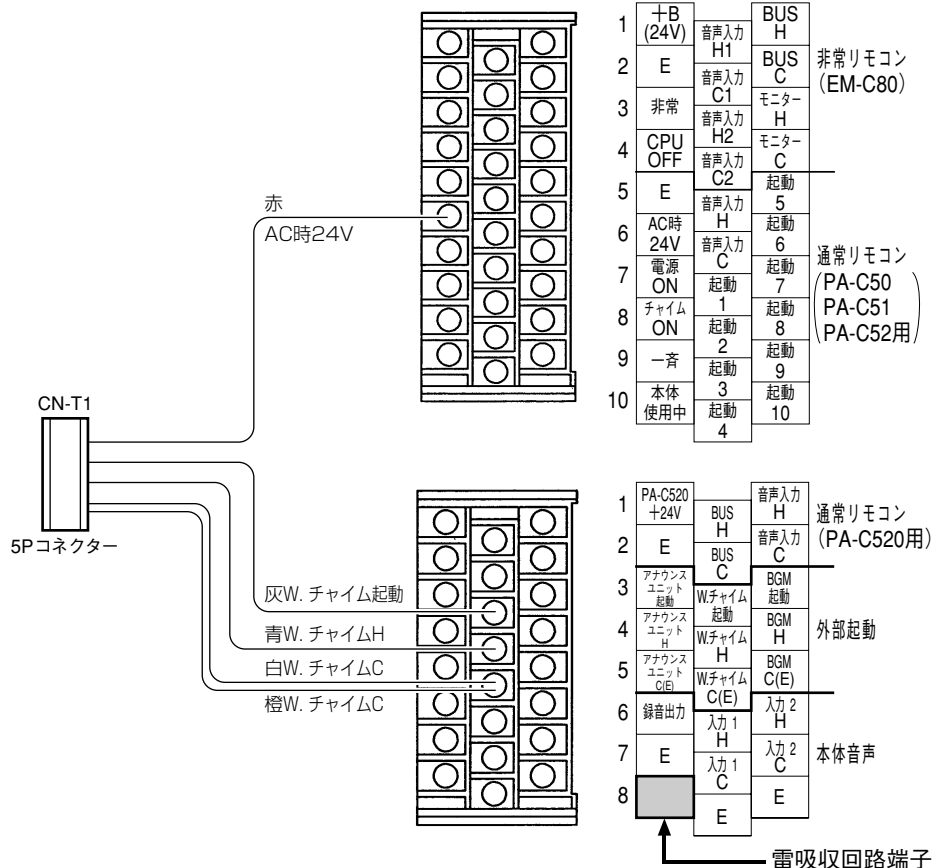 1
+B
(24V)
音声入力
H1
BUS
H
2
E
音声入力
C1
BUS
C
3
非常
音声入力
H2
モニター
H
4
CPU
OFF
音声入力
C2
モニター
C
非常リモコン
(EM-C80)
5
E
音声入力
H
起動
5
6
AC時
24V
音声入力
C
起動
6
7
電源
ON
起動
1
起動
7
8
チャイム
ON
起動
2
起動
8
9
一斉
起動
3
起動
9
10
本体
使用中
起動
4
起動
10
通常リモコン
(PA-C50
PA-C51
PA-C52用)
赤
AC時24V
CN-T1
5Pコネクター
灰W. チャイム起動
青W. チャイムH
白W. チャイムC
橙W. チャイムC
1
PA-C520
+24V
BUS
H
音声入力
H
2
E
BUS
C
音声入力
C
通常リモコン
(PA-C520用)
3
アナウンス
ユニット
起動
W.チャイム
起動
BGM
起動
4
アナウンス
ユニット
H
W.チャイム
H
BGM
H
外部起動
5
アナウンス
ユニット
C(E)
W.チャイム
C(E)
BGM
C(E)
6
録音出力
入力 1
H
入力 2
H
7
E
入力 1
C
入力 2
C
本体音声
8
E
E
雷吸収回路端子